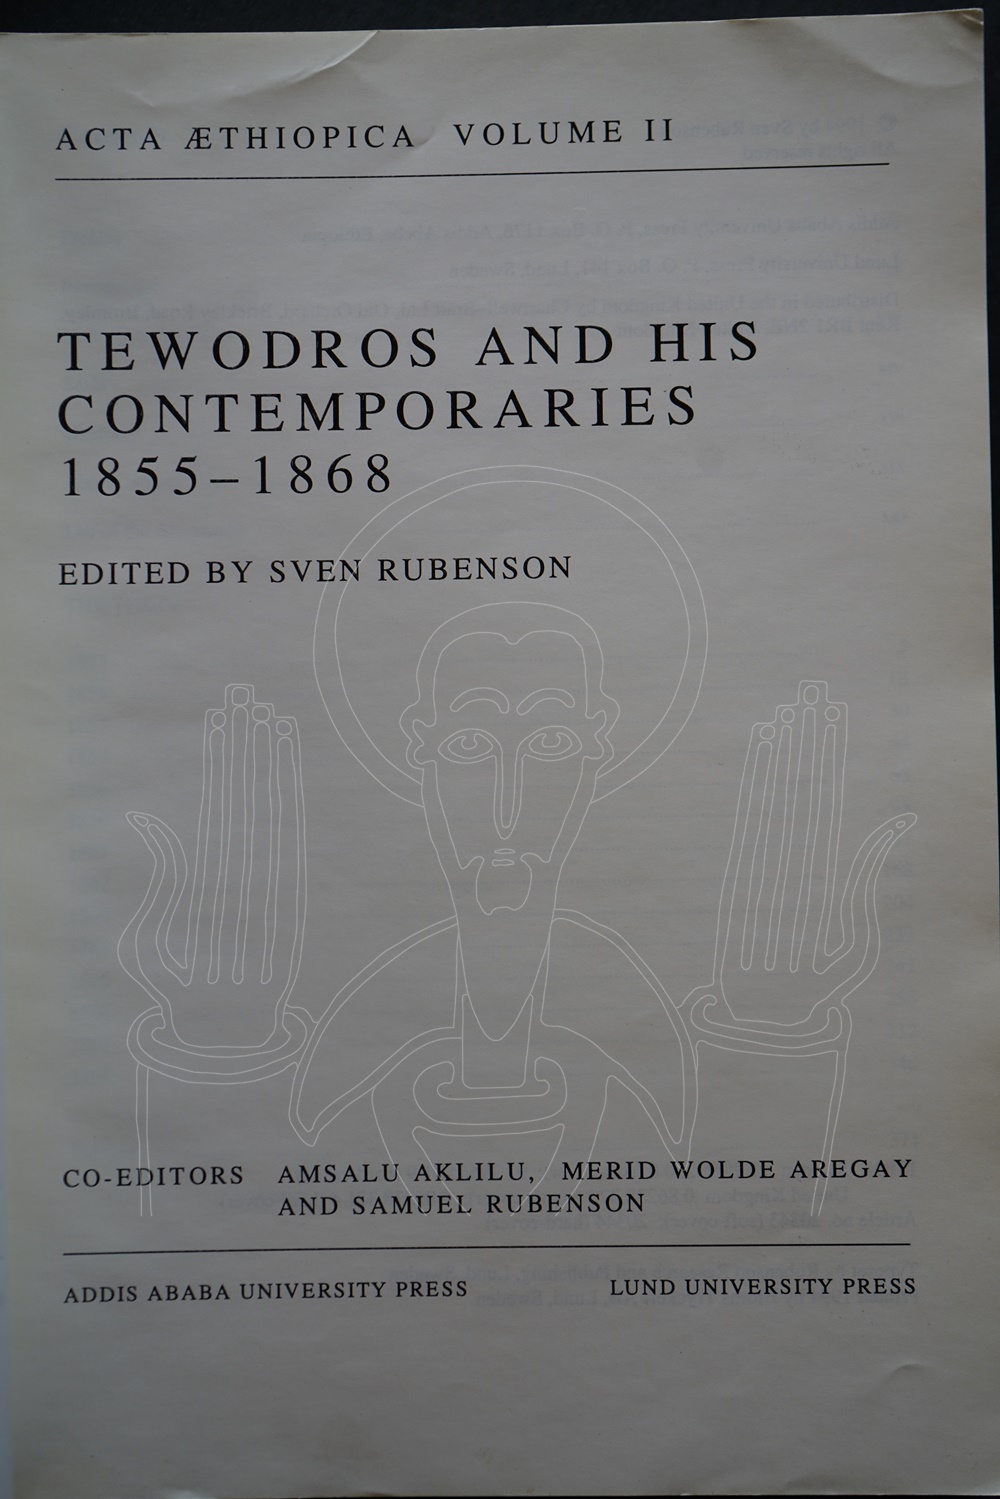 ACTA ÆTHIOPICA VOLUME II
TEWODROS AND HIS
CONTEMPORARIES
1855–1868
EDITED BY SVEN RUBENSON
CO-EDITORS AMSALU AKLILU, MERID WOLDE AREGAY
AND SAMUEL RUBENSON
ADDIS ABABA UNIVERSITY PRESS LUND UNIVERSITY PRESS